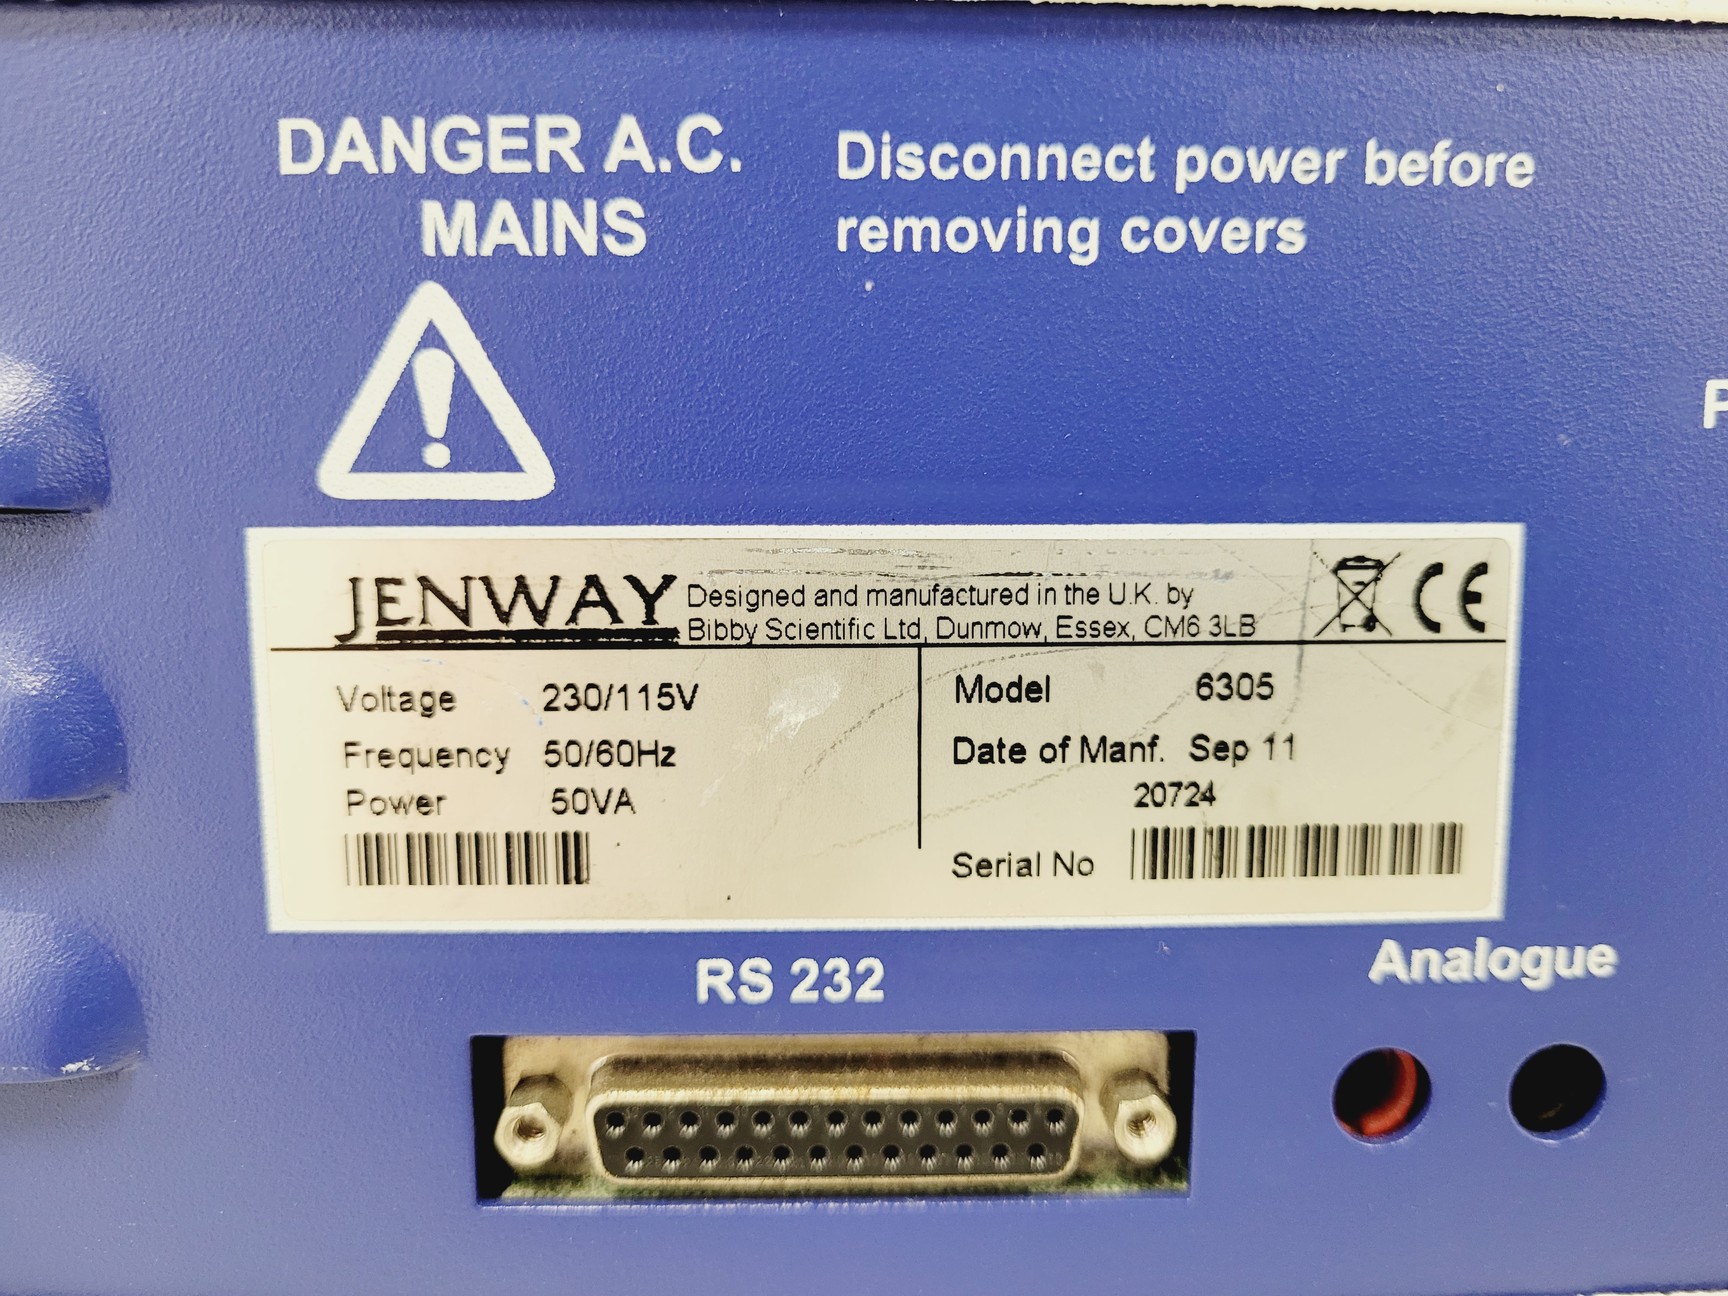 DANGER A.C.
MAINS
Disconnect power before
removing covers
P
JENWAY
Designed and manufactured in the U.K. by
Bibby Scientific Ltd, Dunmow, Essex, CM6 3LB
CE
Voltage 230/115V
Frequency 50/60Hz
Power 50VA
Model 6305
Date of Manf. Sep 11
20724
Serial No
RS 232
Analogue